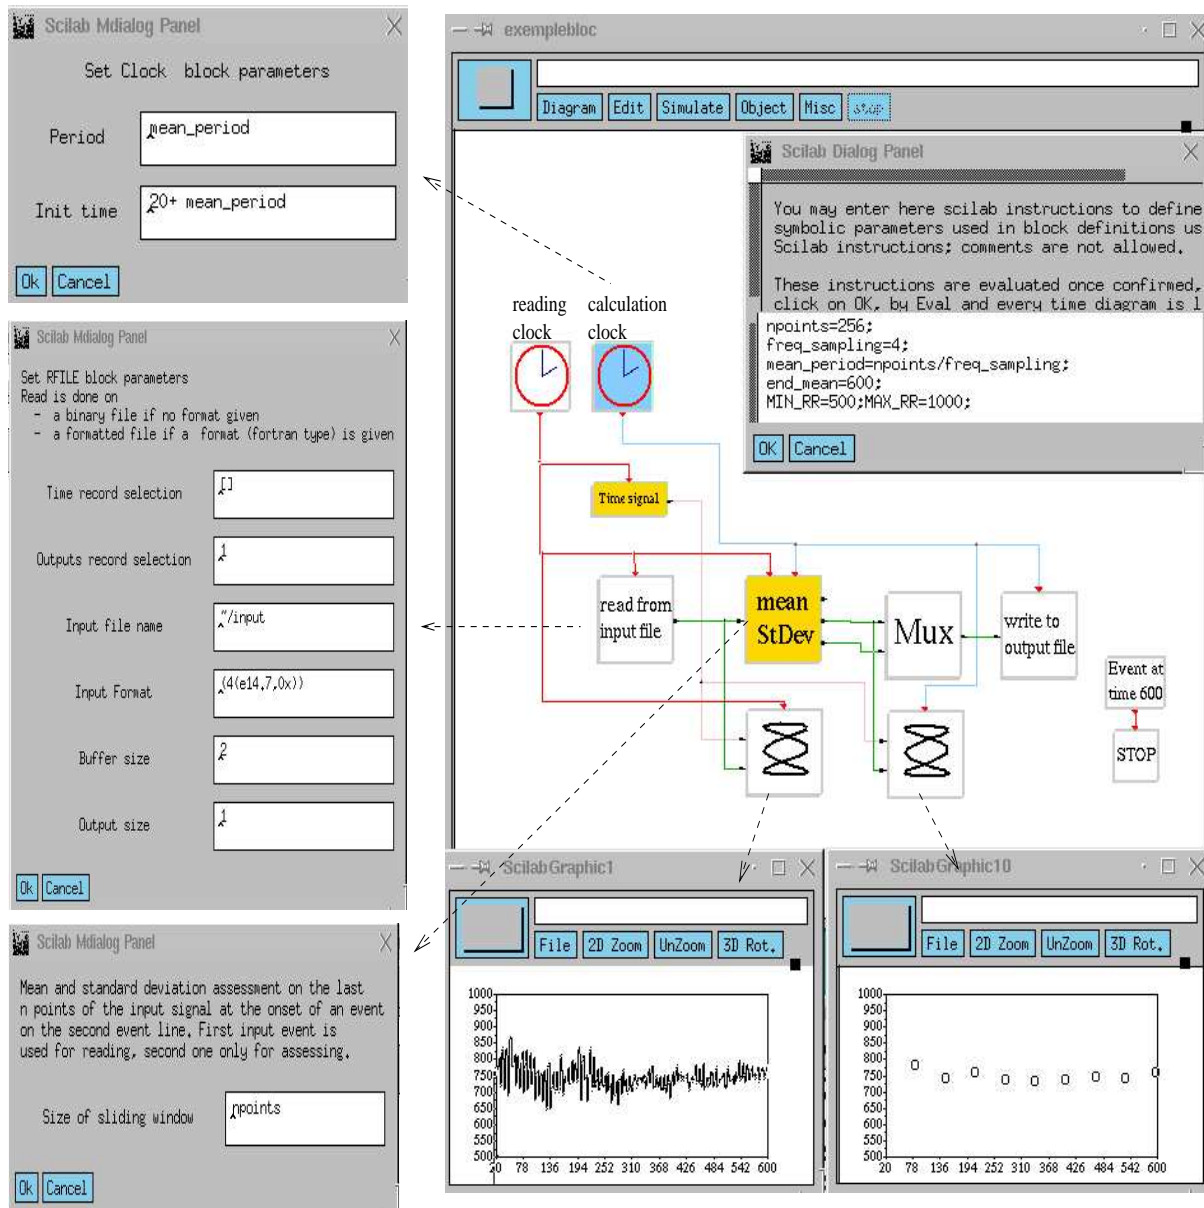 Scilab Mdialog Panel
Set Clock block parameters
Period
mean_period
Init time
20+ mean_period
Ok Cancel
Scilab Mdialog Panel
Set RFILE block parameters
Read is done on
- a binary file if no format given
- a formatted file if a format (fortran type) is given
Time record selection
[]
Outputs record selection
1
Input file name
~/input
Input Format
(4(e14.7,0x))
Buffer size
2
Output size
1
Ok Cancel
Scilab Mdialog Panel
Mean and standard deviation assessment on the last
n points of the input signal at the onset of an event
on the second event line. First input event is
used for reading, second one only for assessing.
Size of sliding window
npoints
Ok Cancel
exemplebloc
Diagram Edit Simulate Object Misc stop
Scilab Dialog Panel
You may enter here scilab instructions to define
symbolic parameters used in block definitions us
Scilab instructions; comments are not allowed.
These instructions are evaluated once confirmed,
click on OK, by Eval and every time diagram is l
npoints=256;
freq_sampling=4;
mean_period=npoints/freq_sampling;
end_mean=600;
MIN_RR=500;MAX_RR=1000;
OK Cancel
reading
clock
calculation
clock
Time signal
read from
input file
mean
StDev
Mux
write to
output file
Event at
time 600
STOP
ScilabGraphic1
File 2D Zoom UnZoom 3D Rot.
1000
950
900
850
800
750
700
650
600
550
500
20 78 136 194 252 310 368 426 484 542 600
ScilabGraphic10
File 2D Zoom UnZoom 3D Rot.
1000
950
900
850
800
750
700
650
600
550
500
20 78 136 194 252 310 368 426 484 542 600